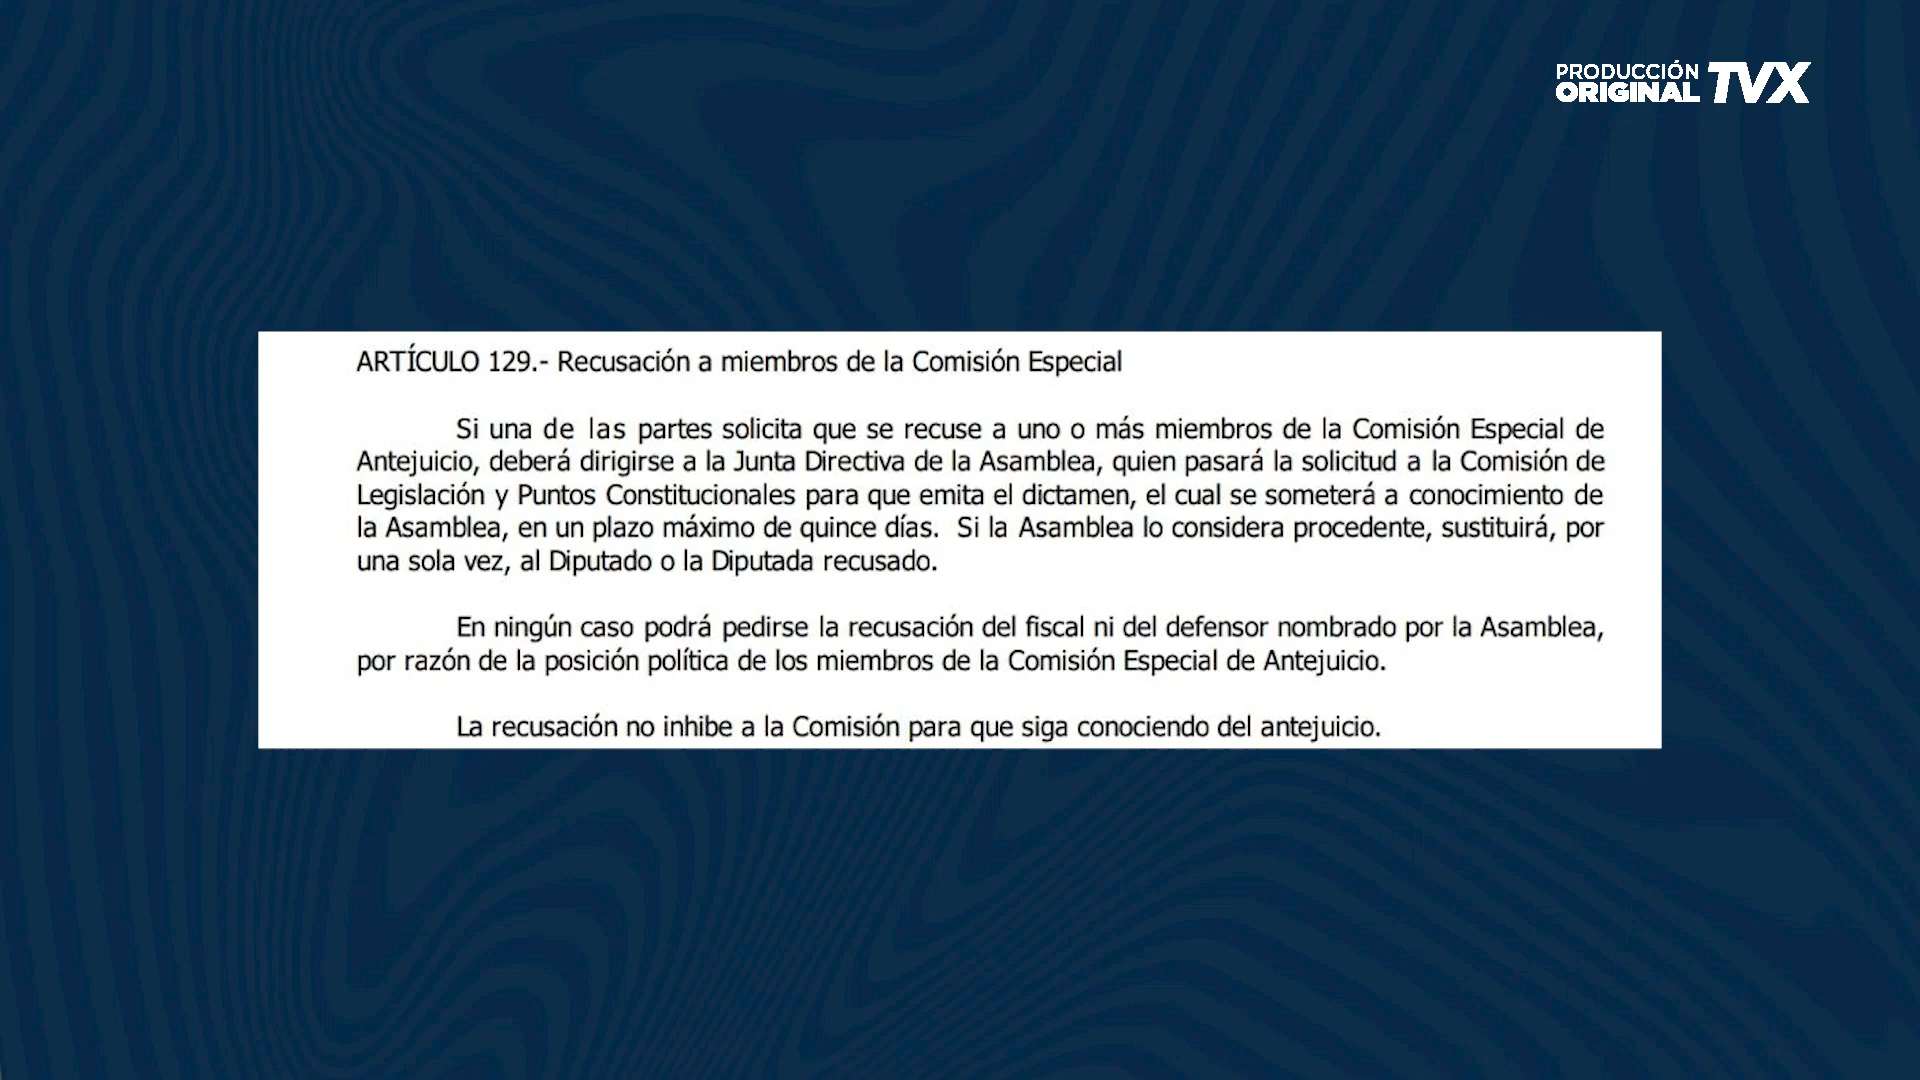 PRODUCCIÓN
ORIGINAL TVX
ARTÍCULO 129.- Recusación a miembros de la Comisión Especial
Si una de las partes solicita que se recuse a uno o más miembros de la Comisión Especial de
Antejuicio, deberá dirigirse a la Junta Directiva de la Asamblea, quien pasará la solicitud a la Comisión de
Legislación y Puntos Constitucionales para que emita el dictamen, el cual se someterá a conocimiento de
la Asamblea, en un plazo máximo de quince días. Si la Asamblea lo considera procedente, sustituirá, por
una sola vez, al Diputado o la Diputada recusado.
En ningún caso podrá pedirse la recusación del fiscal ni del defensor nombrado por la Asamblea,
por razón de la posición política de los miembros de la Comisión Especial de Antejuicio.
La recusación no inhibe a la Comisión para que siga conociendo del antejuicio.